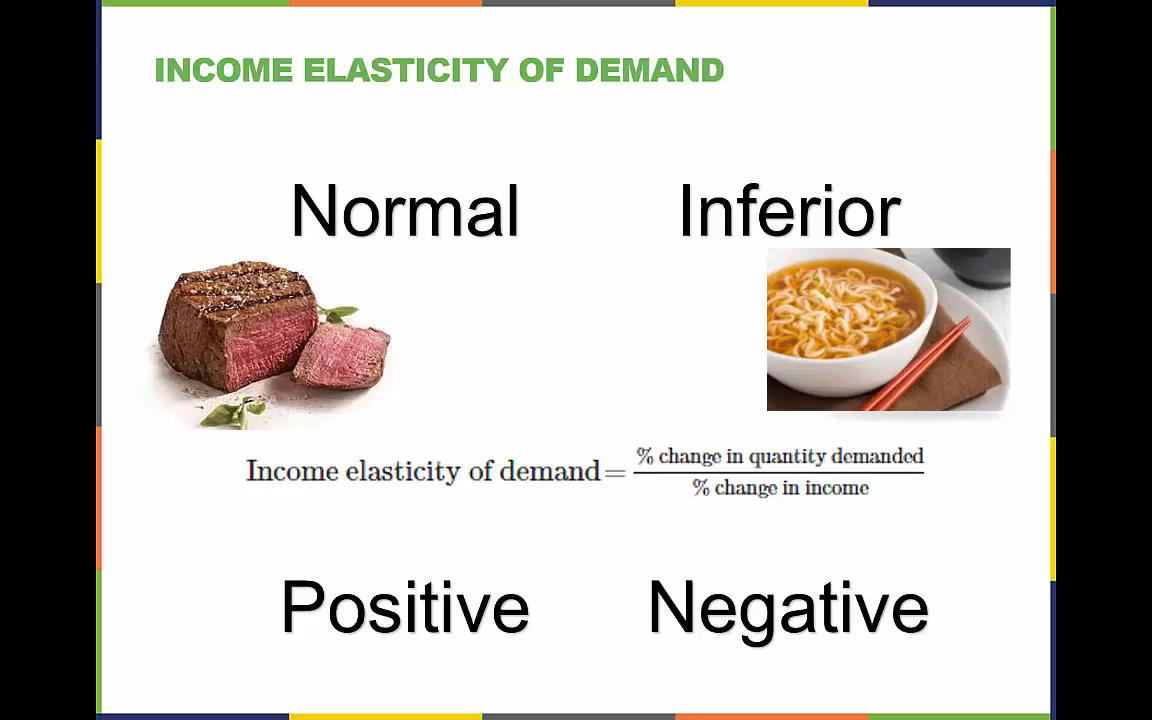 INCOME ELASTICITY OF DEMAND
Normal Inferior
Income elasticity of demand = % change in quantity demanded
% change in income
Positive Negative